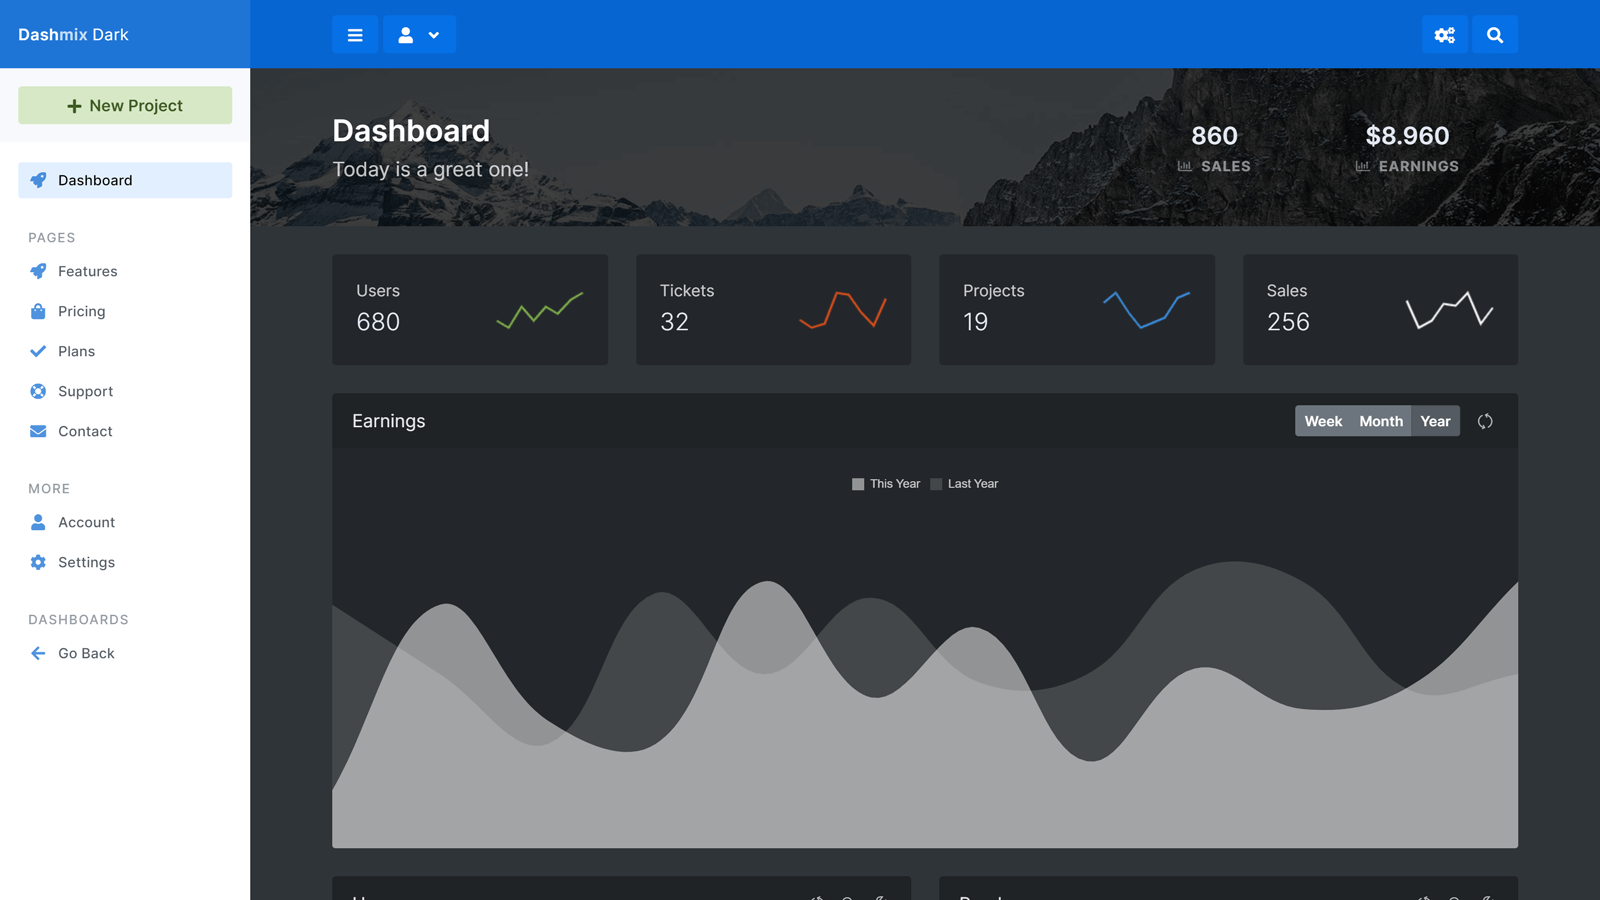 Dashmix Dark
New Project
Dashboard
PAGES
Features
Pricing
Plans
Support
Contact
MORE
Account
Settings
DASHBOARDS
Go Back
Dashboard
Today is a great one!
860
SALES
$8.960
EARNINGS
Users
680
Tickets
32
Projects
19
Sales
256
Earnings
Week Month Year
This Year Last Year